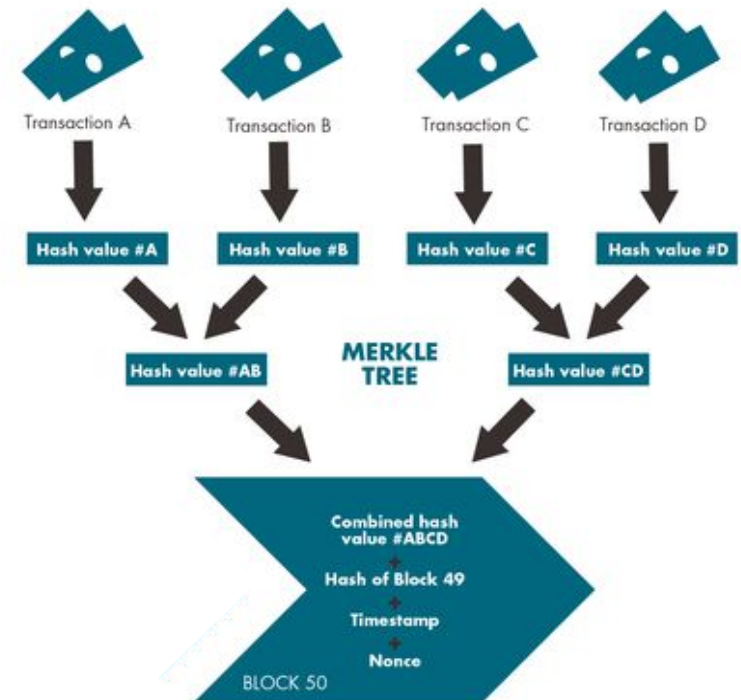 Transaction A
Transaction B
Transaction C
Transaction D
Hash value #A
Hash value #B
Hash value #C
Hash value #D
MERKLE
TREE
Hash value #AB
Hash value #CD
Combined hash
value #ABCD
+
Hash of Block 49
+
Timestamp
+
Nonce
BLOCK 50